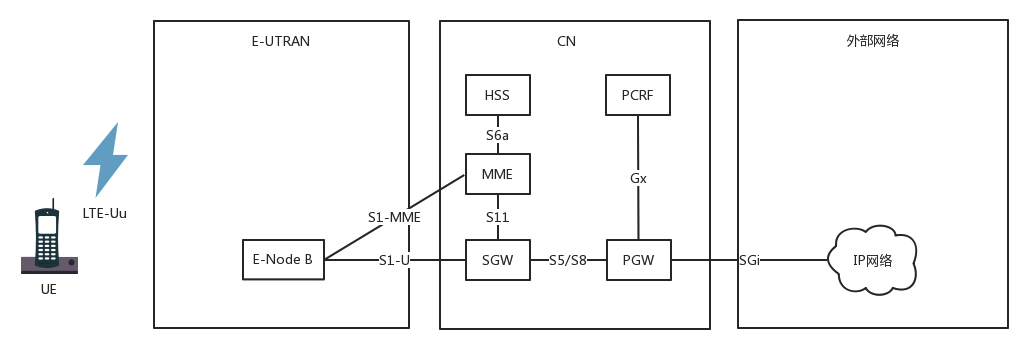 E-UTRAN
CN
外部网络
HSS
PCRF
S6a
MME
Gx
LTE-Uu
S1-MME
S11
E-Node B
S1-U
SGW
S5/S8
PGW
SGi
IP网络
UE